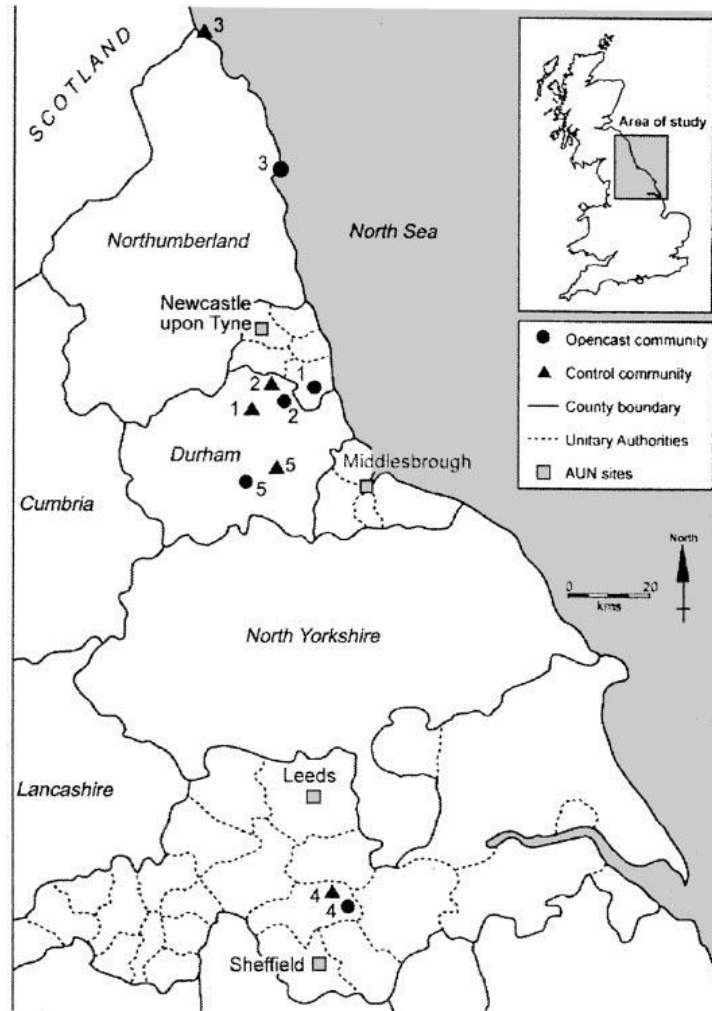 3
SCOTLAND
Area of study
3
Northumberland
North Sea
Newcastle
upon Tyne
Opencast community
Control community
County boundary
Unitary Authorities
AUN sites
2
1
1
2
Durham
5
Middlesbrough
5
Cumbria
North
0 20
kms
North Yorkshire
Leeds
Lancashire
4
4
Sheffield